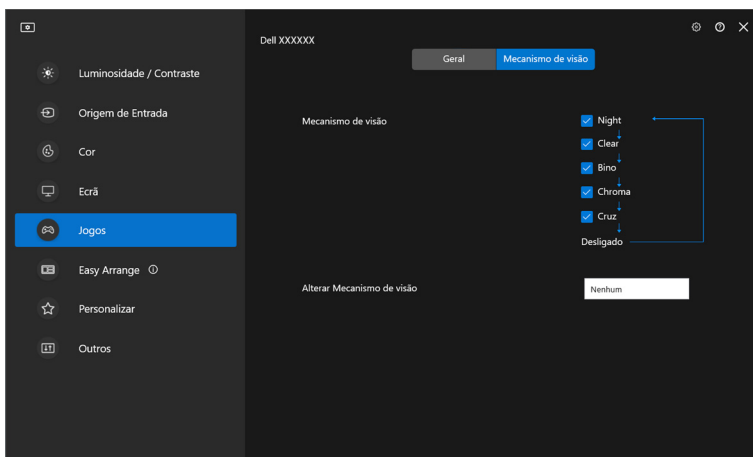 Dell XXXXXX
Geral
Mecanismo de visão
Luminosidade / Contraste
Origem de Entrada
Cor
Ecrã
Jogos
Easy Arrange
Personalizar
Outros
Mecanismo de visão
Night
Clear
Bino
Chroma
Cruz
Desligado
Alterar Mecanismo de visão
Nenhum